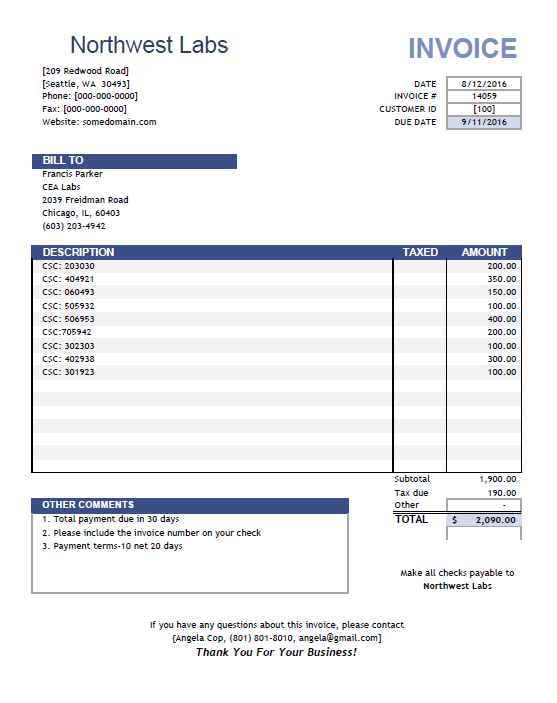 Northwest Labs
INVOICE
[209 Redwood Road]
[Seattle, WA 30493]
Phone: [000-000-0000]
Fax: [000-000-0000]
Website: somedomain.com
DATE 8/12/2016
INVOICE # 14059
CUSTOMER ID [100]
DUE DATE 9/11/2016
BILL TO
Francis Parker
CEA Labs
2039 Freidman Road
Chicago, IL, 60403
(603) 203-4942
DESCRIPTION TAXED AMOUNT
CSC: 203030 200.00
CSC: 404921 350.00
CSC: 060493 150.00
CSC: 505932 100.00
CSC: 506953 400.00
CSC:705942 200.00
CSC: 302303 100.00
CSC: 402938 300.00
CSC: 301923 100.00
Subtotal 1,900.00
Tax due 190.00
Other -
TOTAL $ 2,090.00
OTHER COMMENTS
1. Total payment due in 30 days
2. Please include the invoice number on your check
3. Payment terms-10 net 20 days
Make all checks payable to
Northwest Labs
If you have any questions about this invoice, please contact
{Angela Cop, (801) 801-8010, angela@gmail.com]
Thank You For Your Business!